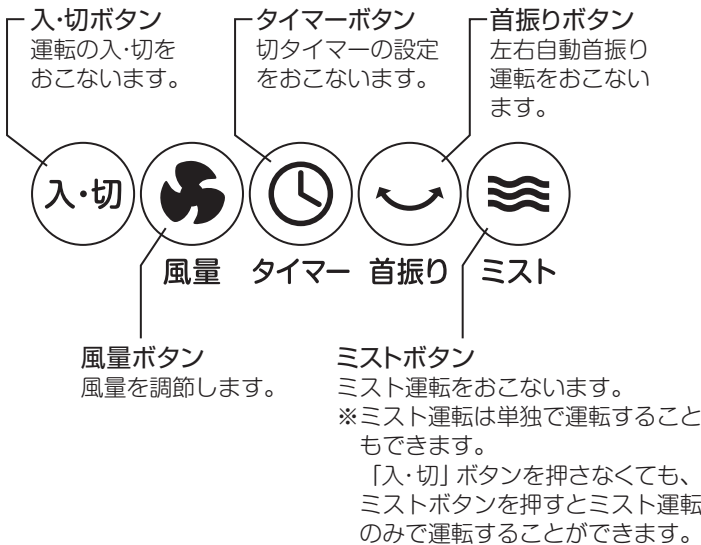 入・切ボタン
運転の入・切を
おこないます。
タイマーボタン
切タイマーの設定
をおこないます。
首振りボタン
左右自動首振り
運転をおこない
ます。
入・切
風量
タイマー
首振り
ミスト
風量ボタン
風量を調節します。
ミストボタン
ミスト運転をおこないます。
※ミスト運転は単独で運転すること
もできます。
「入・切」ボタンを押さなくても、
ミストボタンを押すとミスト運転
のみで運転することができます。